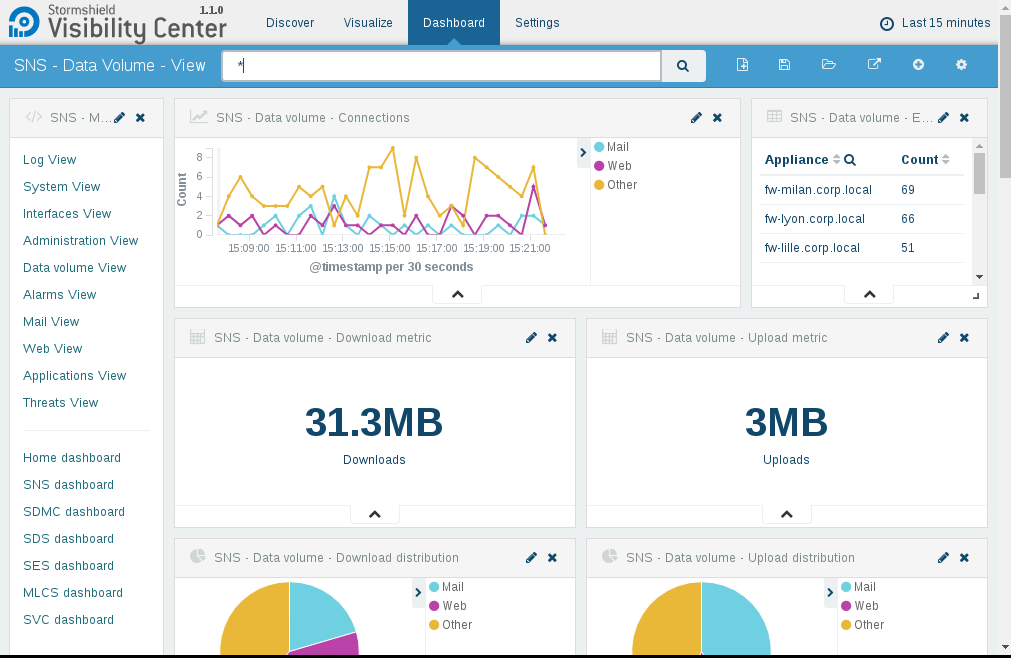 Stormshield 1.1.0
Visibility Center
Discover Visualize Dashboard Settings
Last 15 minutes
SNS - Data Volume - View
*
SNS - M...
Log View
System View
Interfaces View
Administration View
Data volume View
Alarms View
Mail View
Web View
Applications View
Threats View
Home dashboard
SNS dashboard
SDMC dashboard
SDS dashboard
SES dashboard
MLCS dashboard
SVC dashboard
SNS - Data volume - Connections
Count
8
6
4
2
0
15:09:00 15:11:00 15:13:00 15:15:00 15:17:00 15:19:00 15:21:00
@timestamp per 30 seconds
Mail
Web
Other
SNS - Data volume - E...
Appliance Count
fw-milan.corp.local 69
fw-lyon.corp.local 66
fw-lille.corp.local 51
SNS - Data volume - Download metric
31.3MB
Downloads
SNS - Data volume - Upload metric
3MB
Uploads
SNS - Data volume - Download distribution
Mail
Web
Other
SNS - Data volume - Upload distribution
Mail
Web
Other